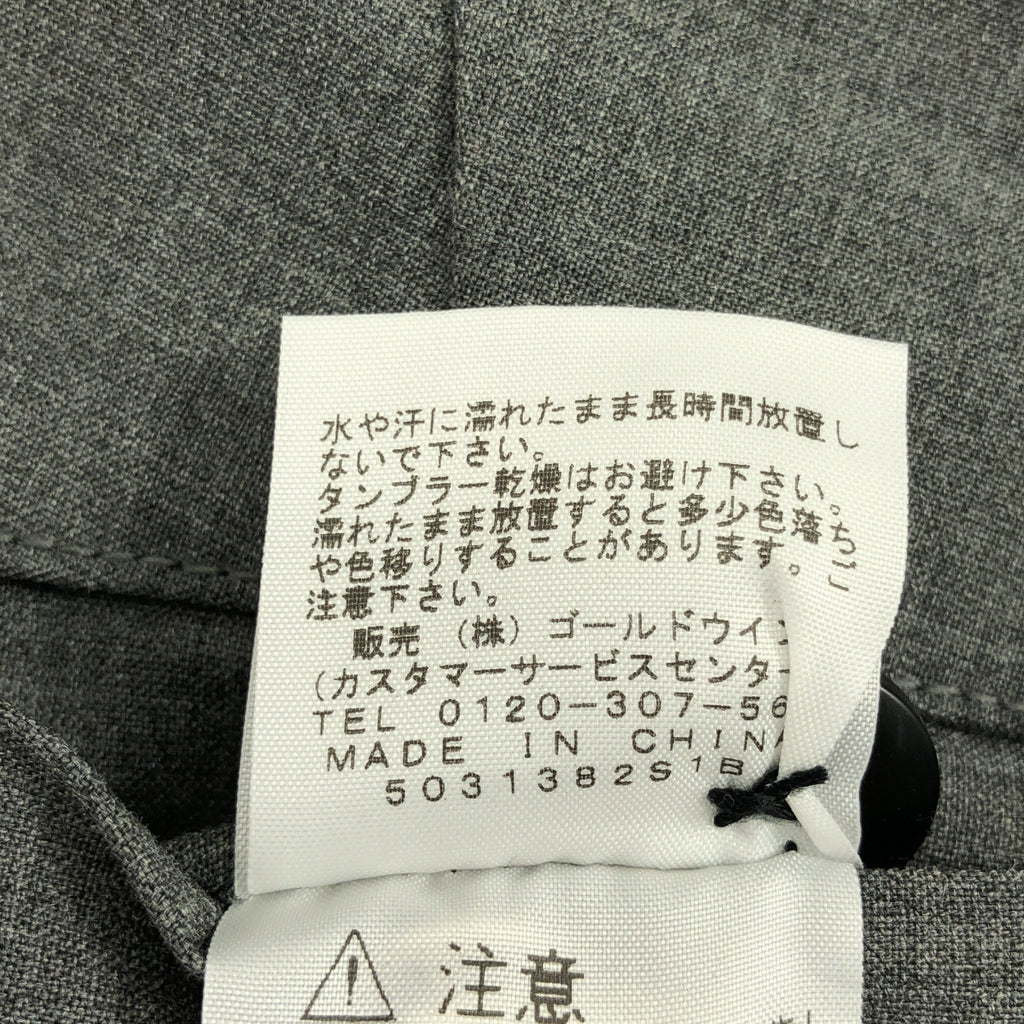 水や汗に濡れたまま長時間放置し
ないで下さい。
タンブラー乾燥はお避け下さい。
濡れたまま放置すると多少色落ち
や色移りすることがあります。ご
注意下さい。
販売 (株) ゴールドウイン
(カスタマーサービスセンター
TEL 0120-307-56
MADE IN CHINA
5031382S1B
注意